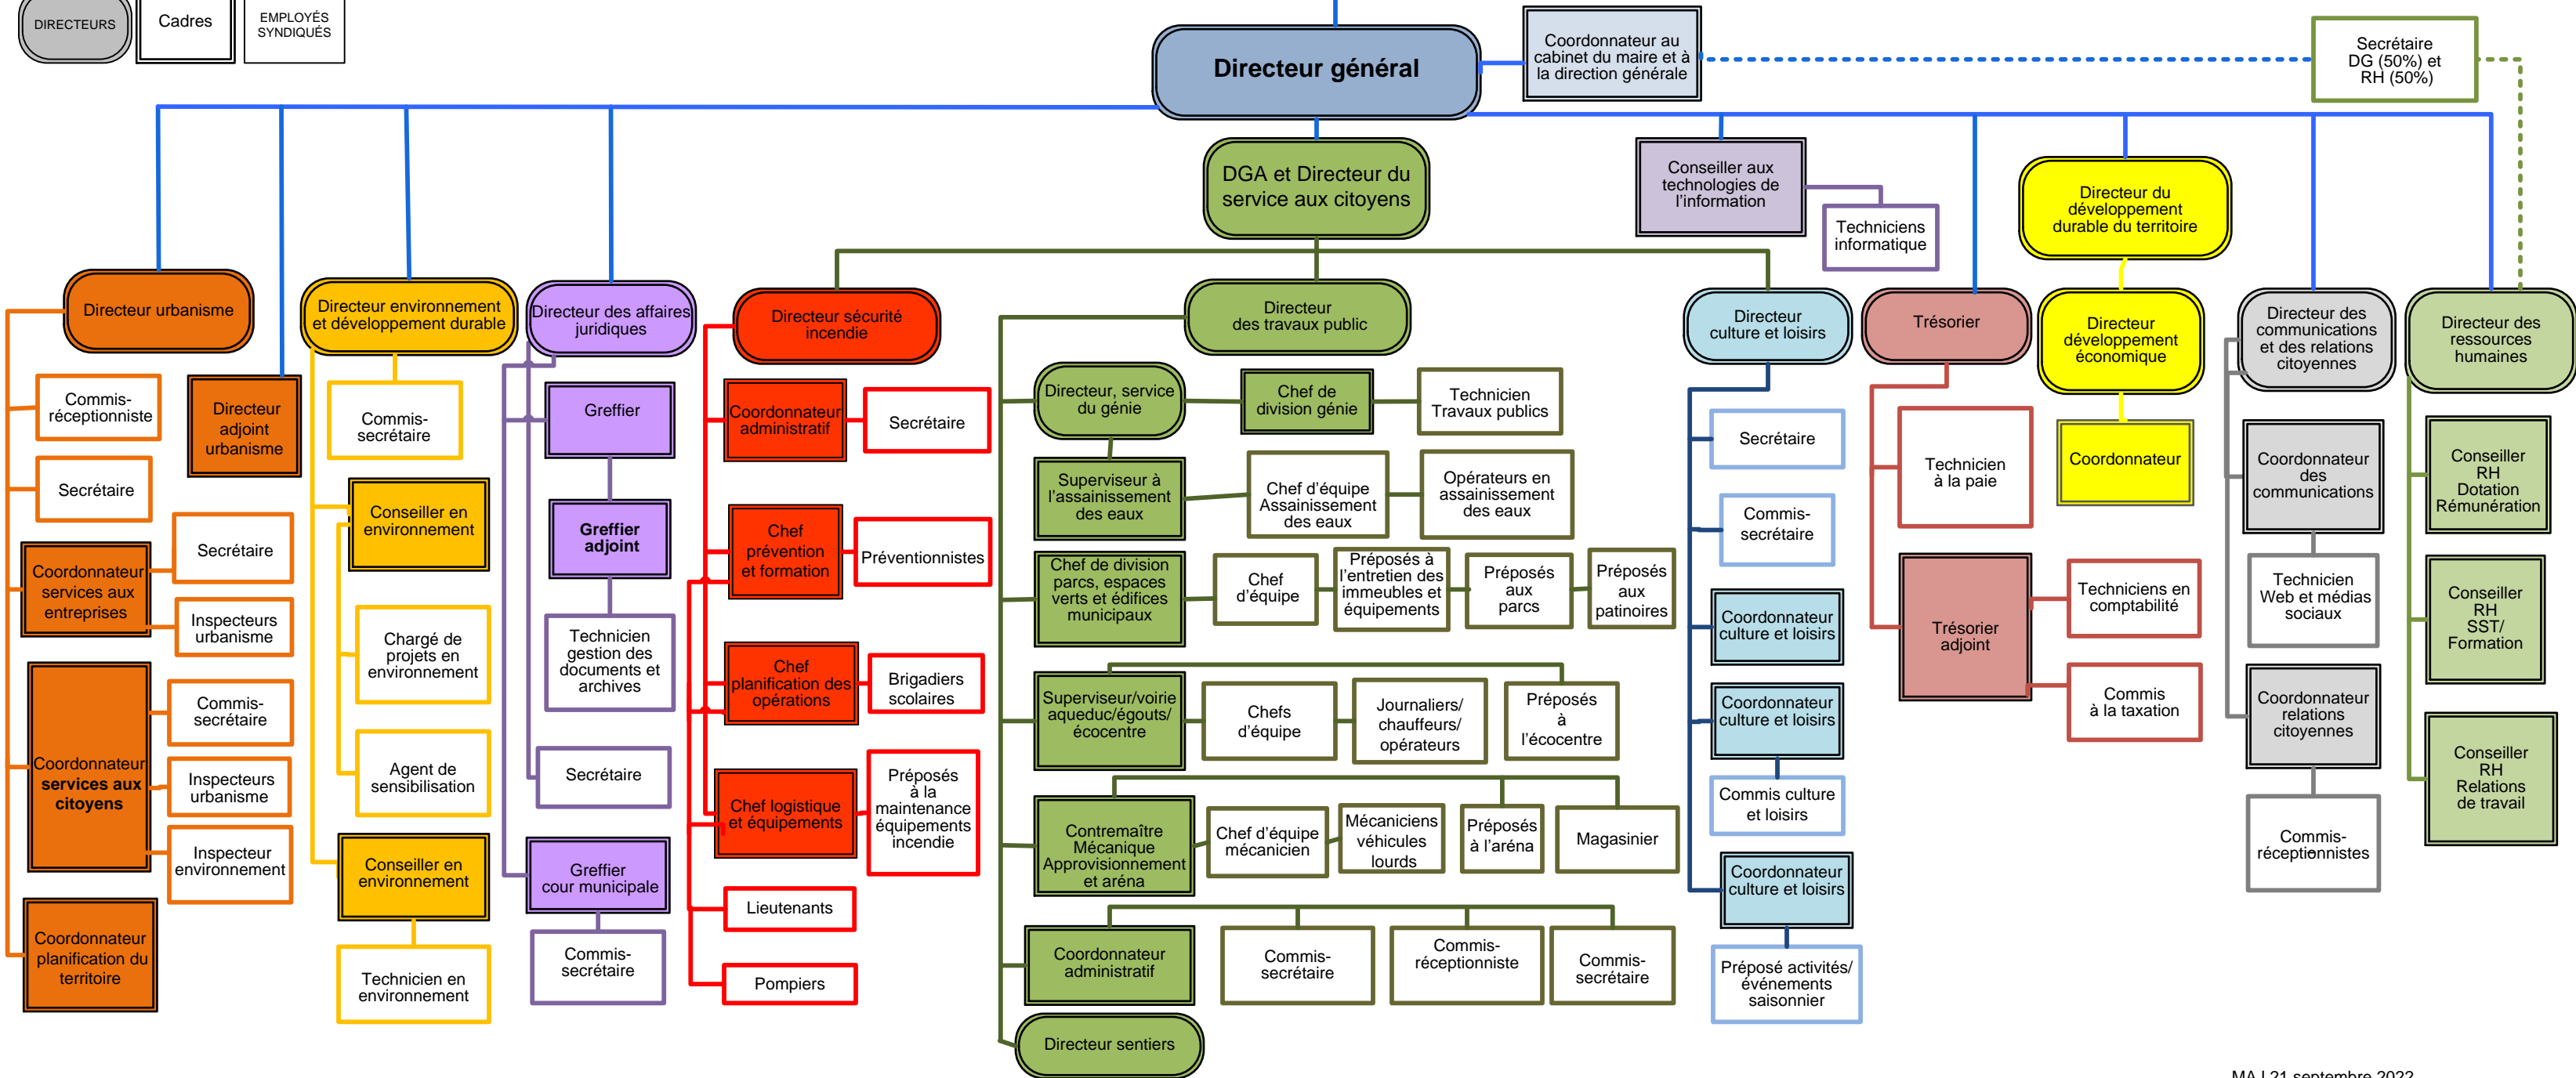 DIRECTEURS
Cadres
EMPLOYÉS
SYNDIQUÉS
Directeur général
Coordonnateur au
cabinet du maire et à
la direction générale
Secrétaire
DG (50%) et
RH (50%)
DGA et Directeur du
service aux citoyens
Conseiller aux
technologies de
l'information
Techniciens
informatique
Directeur du
développement
durable du territoire
Directeur urbanisme
Commis-
réceptionniste
Secrétaire
Directeur
adjoint
urbanisme
Coordonnateur
services aux
entreprises
Secrétaire
Inspecteurs
urbanisme
Coordonnateur
services aux
citoyens
Commis-
secrétaire
Inspecteurs
urbanisme
Inspecteur
environnement
Coordonnateur
planification du
territoire
Directeur environnement
et développement durable
Commis-
secrétaire
Conseiller en
environnement
Chargé de
projets en
environnement
Agent de
sensibilisation
Conseiller en
environnement
Technicien en
environnement
Directeur des affaires
juridiques
Greffier
Greffier
adjoint
Technicien
gestion des
documents et
archives
Secrétaire
Greffier
cour municipale
Commis-
secrétaire
Directeur sécurité
incendie
Coordonnateur
administratif
Secrétaire
Chef
prévention
et formation
Préventionnistes
Chef
planification des
opérations
Brigadiers
scolaires
Chef logistique
et équipements
Préposés
à la
maintenance
équipements
incendie
Lieutenants
Pompiers
Directeur
des travaux public
Directeur, service
du génie
Chef de
division génie
Technicien
Travaux publics
Superviseur à
l'assainissement
des eaux
Chef d'équipe
Assainissement
des eaux
Opérateurs en
assainissement
des eaux
Chef de division
parcs, espaces
verts et édifices
municipaux
Chef
d'équipe
Préposés à
l'entretien des
immeubles et
équipements
Préposés
aux
parcs
Préposés
aux
patinoires
Superviseur/voirie
aqueduc/égouts/
écocentre
Chefs
d'équipe
Journaliers/
chauffeurs/
opérateurs
Préposés
à
l'écocentre
Contremaître
Mécanique
Approvisionnement
et aréna
Chef d'équipe
mécanicien
Mécaniciens
véhicules
lourds
Préposés
à l'aréna
Magasinier
Coordonnateur
administratif
Commis-
secrétaire
Commis-
réceptionniste
Commis-
secrétaire
Directeur sentiers
Directeur
culture et loisirs
Secrétaire
Commis-
secrétaire
Coordonnateur
culture et loisirs
Coordonnateur
culture et loisirs
Commis culture
et loisirs
Coordonnateur
culture et loisirs
Préposé activités/
événements
saisonnier
Trésorier
Technicien
à la paie
Trésorier
adjoint
Techniciens en
comptabilité
Commis
à la taxation
Directeur
développement
économique
Coordonnateur
Directeur des
communications
et des relations
citoyennes
Coordonnateur
des
communications
Technicien
Web et médias
sociaux
Coordonnateur
relations
citoyennes
Commis-
réceptionnistes
Directeur des
ressources
humaines
Conseiller
RH
Dotation
Rémunération
Conseiller
RH
SST/
Formation
Conseiller
RH
Relations
de travail
MAJ 21 septembre 2022